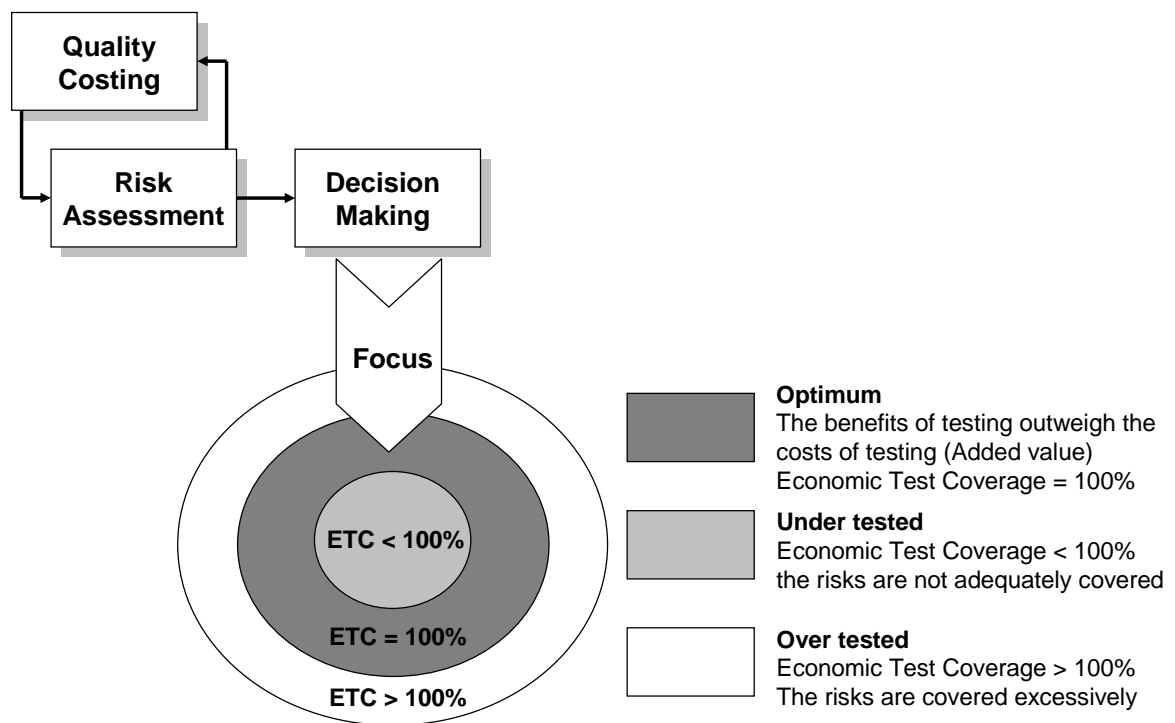 Quality
Costing
Risk
Assessment
Decision
Making
Focus
ETC < 100%
ETC = 100%
ETC > 100%
Optimum
The benefits of testing outweigh the
costs of testing (Added value)
Economic Test Coverage = 100%
Under tested
Economic Test Coverage < 100%
the risks are not adequately covered
Over tested
Economic Test Coverage > 100%
The risks are covered excessively